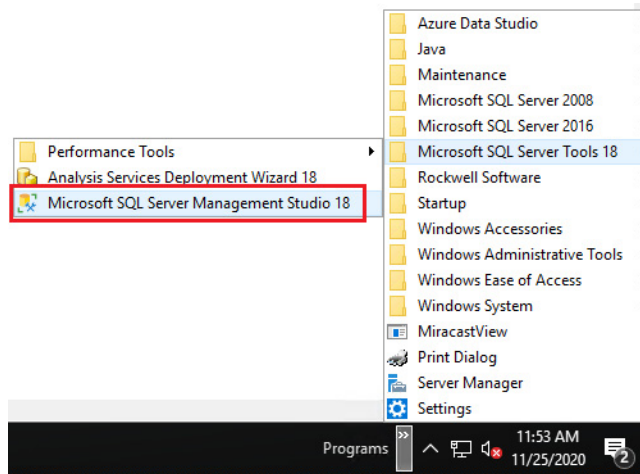 Azure Data Studio
Java
Maintenance
Microsoft SQL Server 2008
Microsoft SQL Server 2016
Microsoft SQL Server Tools 18
Rockwell Software
Startup
Windows Accessories
Windows Administrative Tools
Windows Ease of Access
Windows System
MiracastView
Print Dialog
Server Manager
Settings
Performance Tools
Analysis Services Deployment Wizard 18
Microsoft SQL Server Management Studio 18
Programs
11:53 AM
11/25/2020
2